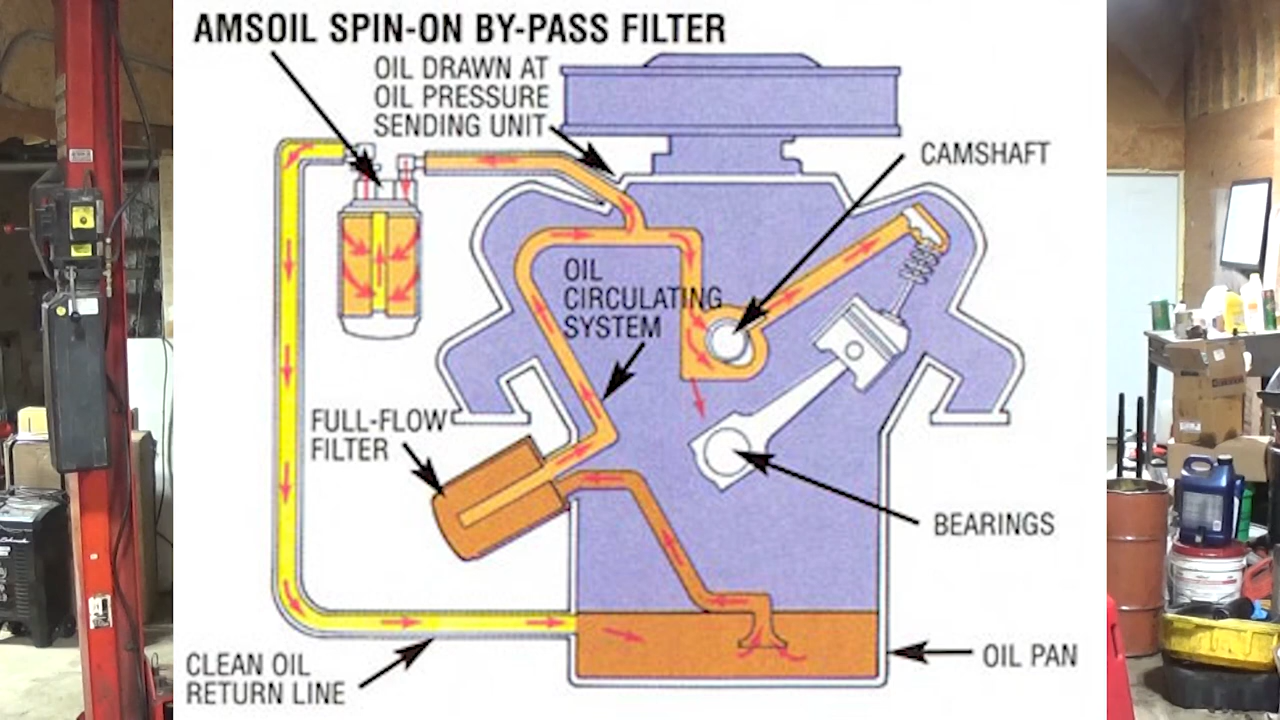 AMSOIL SPIN-ON BY-PASS FILTER
OIL DRAWN AT
OIL PRESSURE
SENDING UNIT
CAMSHAFT
OIL
CIRCULATING
SYSTEM
FULL-FLOW
FILTER
BEARINGS
CLEAN OIL
RETURN LINE
OIL PAN